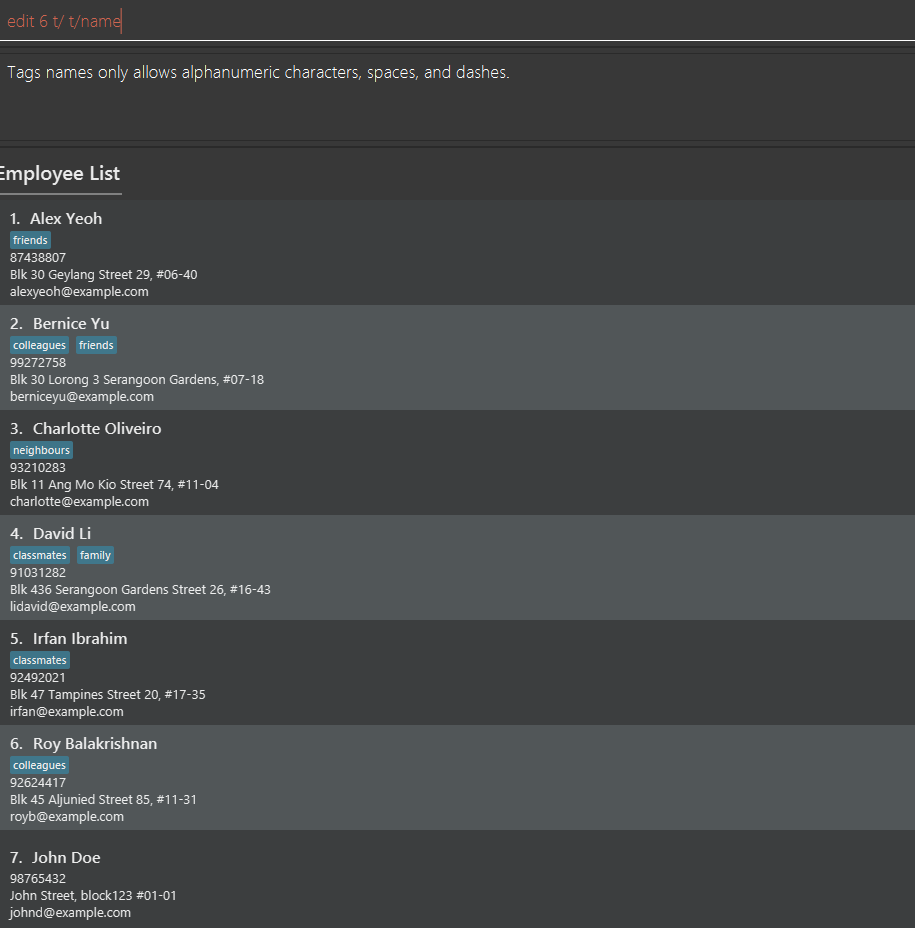 edit 6 t/ t/name
Tags names only allows alphanumeric characters, spaces, and dashes.
Employee List
1. Alex Yeoh
friends
87438807
Blk 30 Geylang Street 29, #06-40
alexyeoh@example.com
2. Bernice Yu
colleagues friends
99272758
Blk 30 Lorong 3 Serangoon Gardens, #07-18
berniceyu@example.com
3. Charlotte Oliveiro
neighbours
93210283
Blk 11 Ang Mo Kio Street 74, #11-04
charlotte@example.com
4. David Li
classmates family
91031282
Blk 436 Serangoon Gardens Street 26, #16-43
lidavid@example.com
5. Irfan Ibrahim
classmates
92492021
Blk 47 Tampines Street 20, #17-35
irfan@example.com
6. Roy Balakrishnan
colleagues
92624417
Blk 45 Aljunied Street 85, #11-31
royb@example.com
7. John Doe
98765432
John Street, block123 #01-01
johnd@example.com